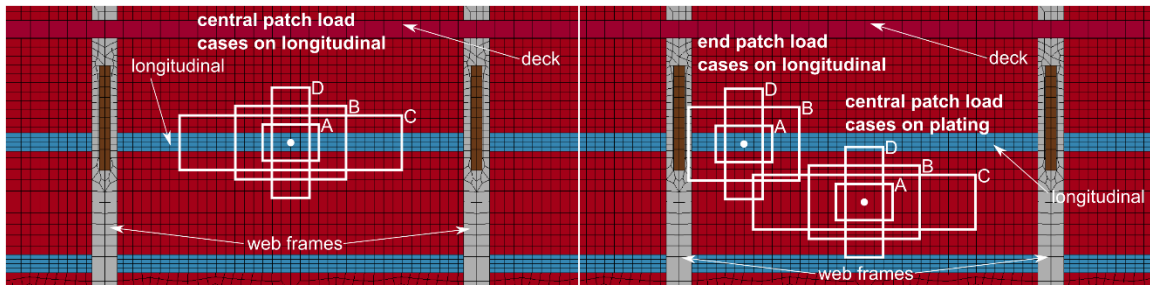 central patch load
cases on longitudinal
longitudinal
deck
D
B
C
A
web frames
end patch load
cases on longitudinal
deck
D
B
A
central patch load
cases on plating
D
B
C
A
longitudinal
web frames